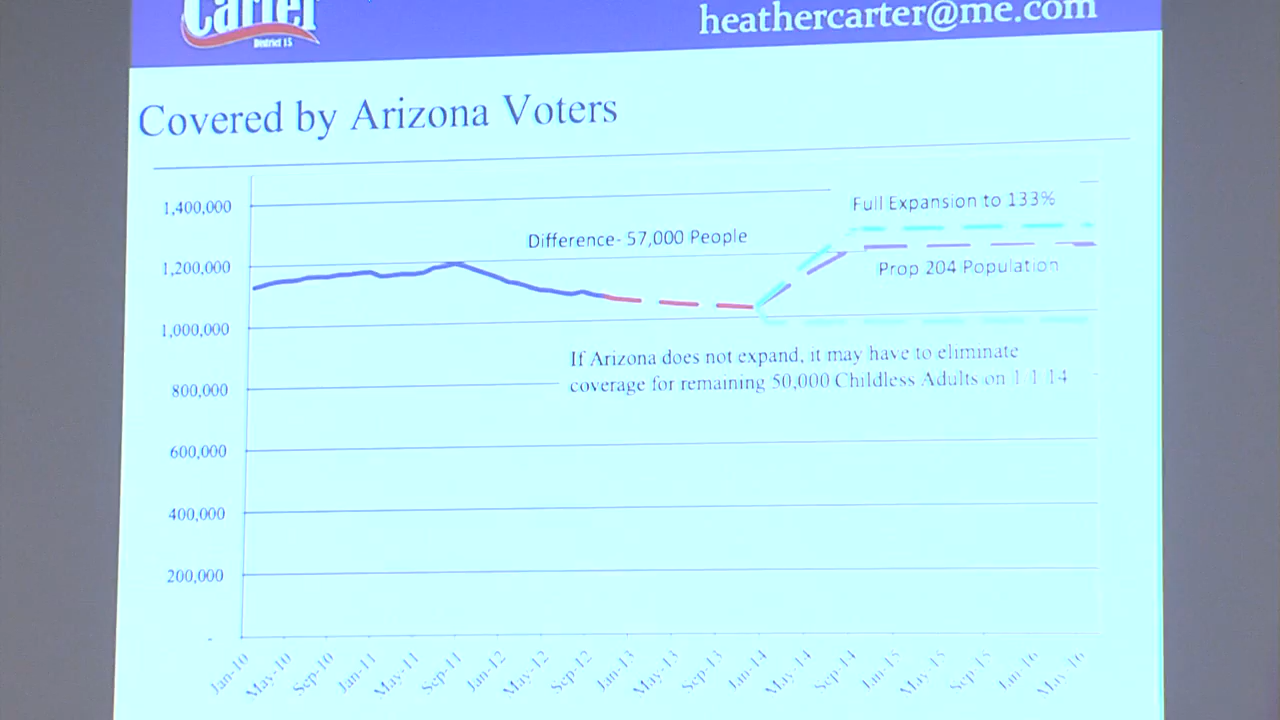 Carter
District 15
heathercarter@me.com
Covered by Arizona Voters
1,400,000
1,200,000
1,000,000
800,000
600,000
400,000
200,000
-
Full Expansion to 133%
Difference- 57,000 People
Prop 204 Population
If Arizona does not expand, it may have to eliminate
coverage for remaining 50,000 Childless Adults on 1 1 14
Jan-10
May-10
Sep-10
Jan-11
May-11
Sep-11
Jan-12
May-12
Sep-12
Jan-13
May-13
Sep-13
Jan-14
May-14
Sep-14
Jan-15
May-15
Sep-15
Jan-16
May-16